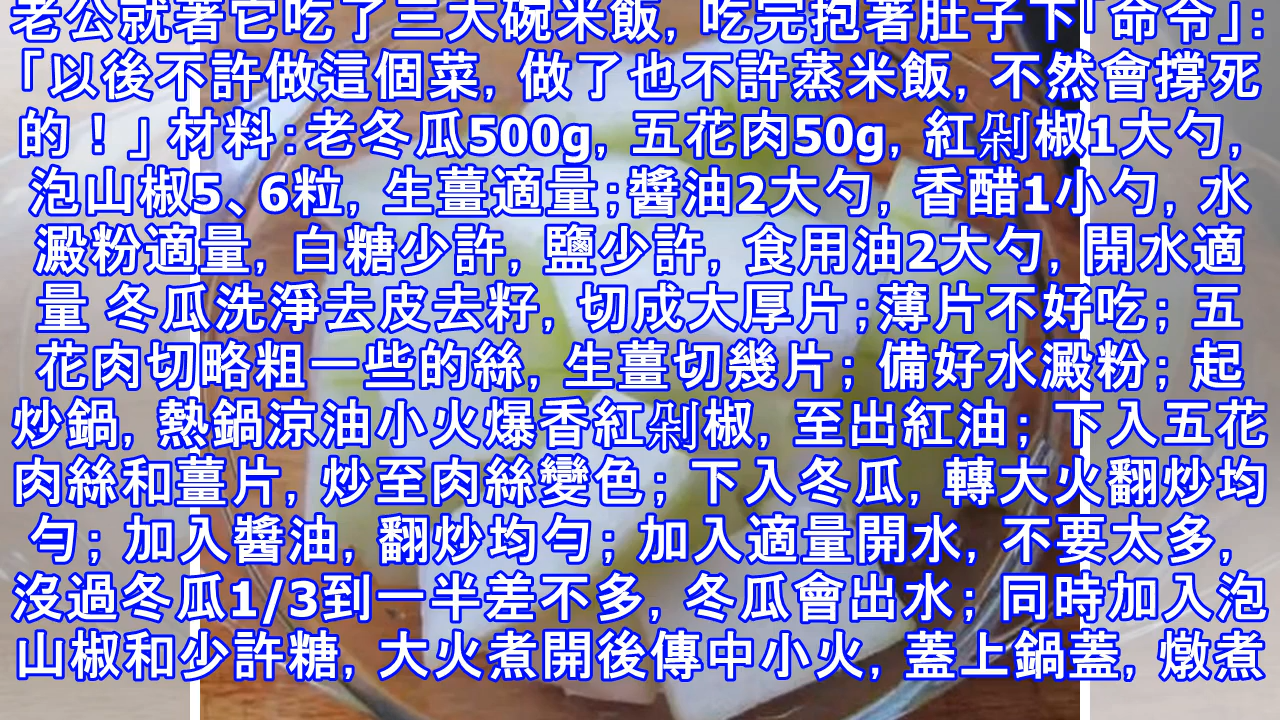 老公就著它吃了三大碗米飯, 吃完抱著肚子下「命令」:
「以後不許做這個菜, 做了也不許蒸米飯, 不然會撐死
的！」材料:老冬瓜500g, 五花肉50g, 紅剁椒1大勺,
泡山椒5、6粒, 生薑適量;醬油2大勺, 香醋1小勺, 水
澱粉適量, 白糖少許, 鹽少許, 食用油2大勺, 開水適
量 冬瓜洗淨去皮去籽, 切成大厚片;薄片不好吃; 五
花肉切略粗一些的絲, 生薑切幾片; 備好水澱粉; 起
炒鍋, 熱鍋涼油小火爆香紅剁椒, 至出紅油; 下入五花
肉絲和薑片, 炒至肉絲變色; 下入冬瓜, 轉大火翻炒均
勻; 加入醬油, 翻炒均勻; 加入適量開水, 不要太多,
沒過冬瓜1/3到一半差不多, 冬瓜會出水; 同時加入泡
山椒和少許糖, 大火煮開後傳中小火, 蓋上鍋蓋, 燉煮